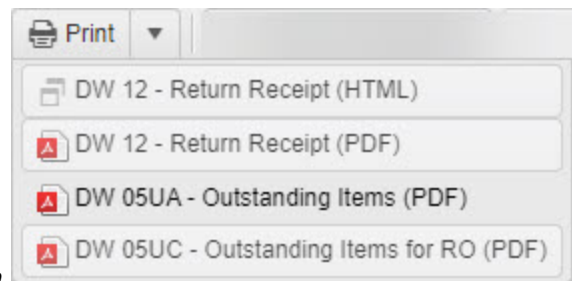 Print
DW 12 - Return Receipt (HTML)
DW 12 - Return Receipt (PDF)
DW 05UA - Outstanding Items (PDF)
DW 05UC - Outstanding Items for RO (PDF)
,